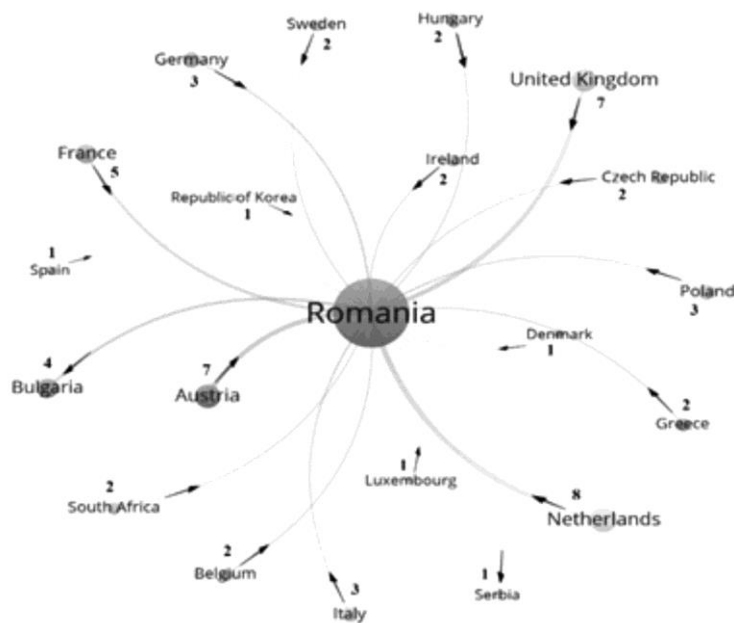 Sweden
2
Hungary
2
Germany
3
United Kingdom
7
France
5
Ireland
2
Czech Republic
2
Republic of Korea
1
1
Spain
Romania
Poland
3
Denmark
1
4
Bulgaria
7
Austria
2
Greece
1
Luxembourg
2
South Africa
8
Netherlands
2
Belgium
3
Italy
1
Serbia